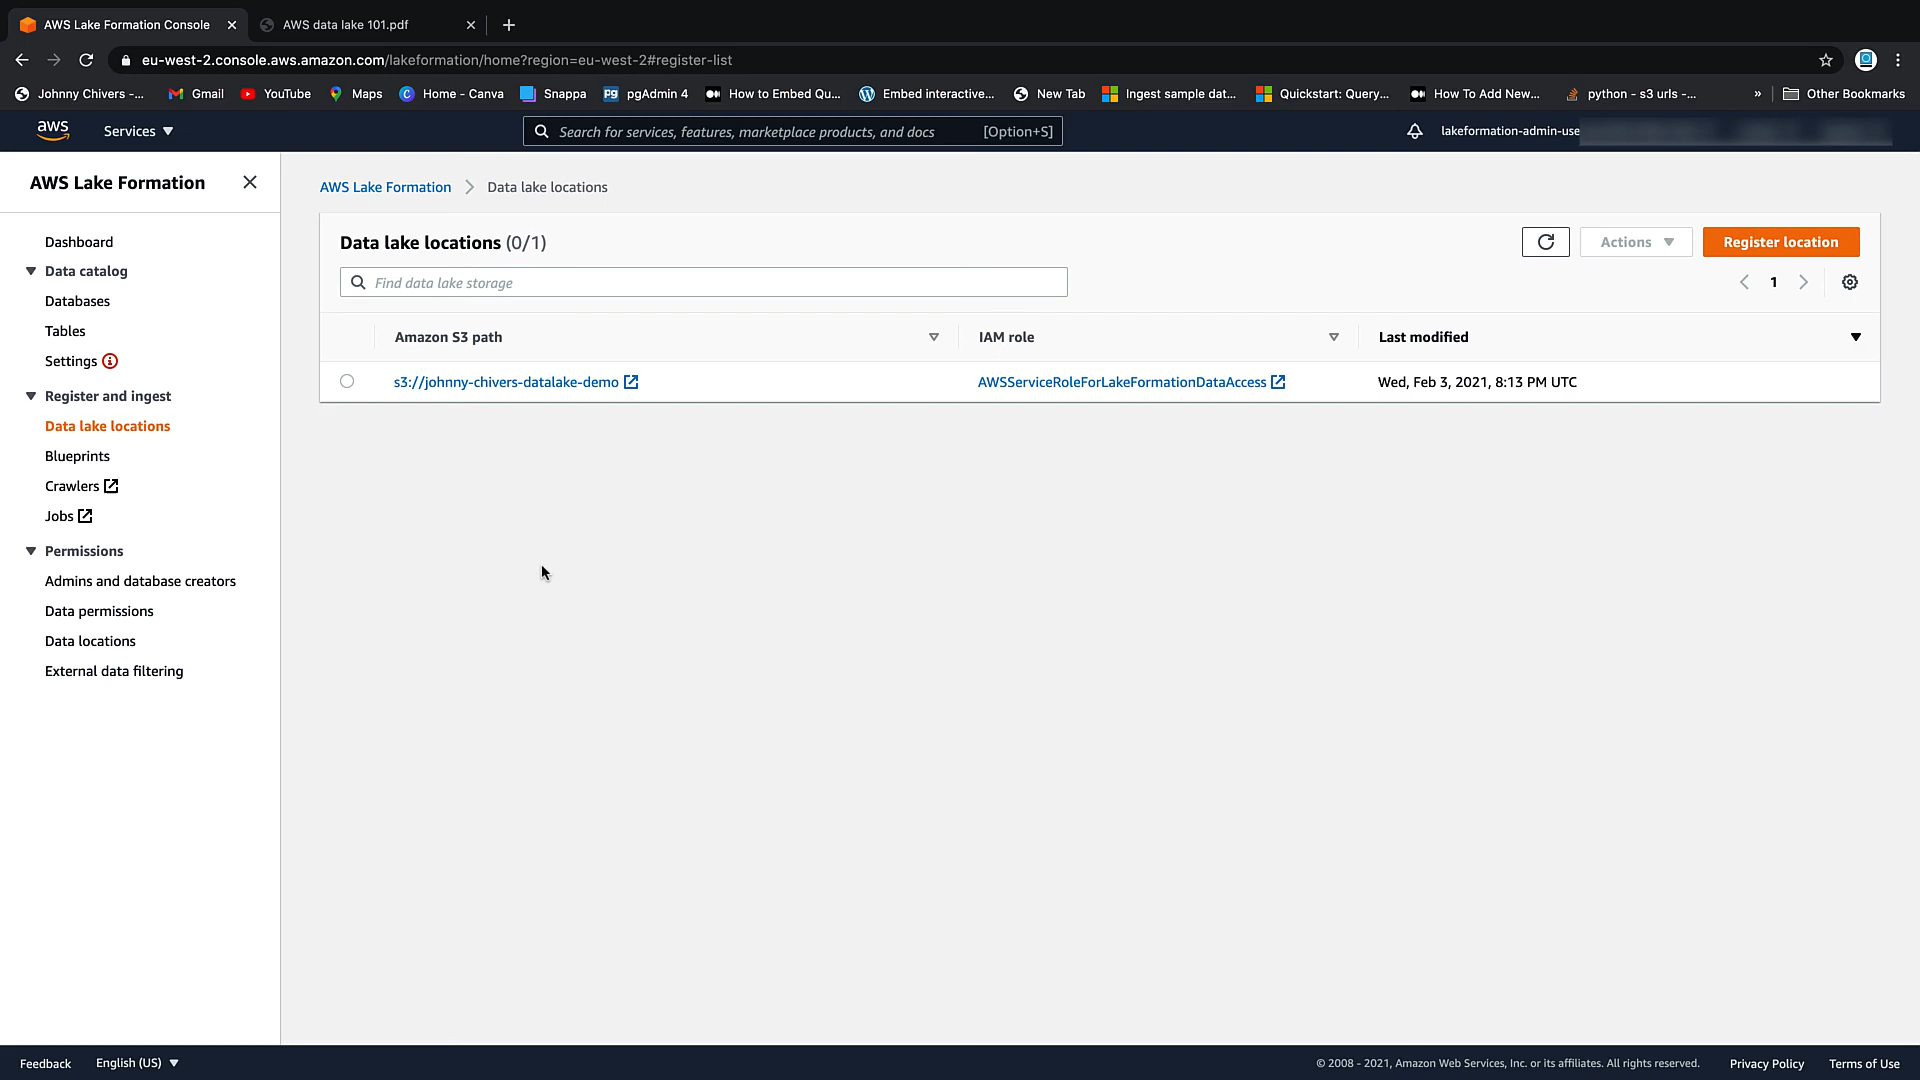 AWS Lake Formation Console
AWS data lake 101.pdf
eu-west-2.console.aws.amazon.com/lakeformation/home?region=eu-west-2#register-list
Johnny Chivers -... Gmail YouTube Maps Home - Canva Snappa pgAdmin 4 How to Embed Qu... Embed interactive... New Tab Ingest sample dat... Quickstart: Query... How To Add New... python - s3 urls -... » Other Bookmarks
aws Services Search for services, features, marketplace products, and docs [Option+S] lakeformation-admin-use
AWS Lake Formation
Dashboard
Data catalog
Databases
Tables
Settings
Register and ingest
Data lake locations
Blueprints
Crawlers
Jobs
Permissions
Admins and database creators
Data permissions
Data locations
External data filtering
AWS Lake Formation > Data lake locations
Data lake locations (0/1)
Actions
Register location
Find data lake storage
1
Amazon S3 path IAM role Last modified
s3://johnny-chivers-datalake-demo AWSServiceRoleForLakeFormationDataAccess Wed, Feb 3, 2021, 8:13 PM UTC
Feedback English (US) © 2008 - 2021, Amazon Web Services, Inc. or its affiliates. All rights reserved. Privacy Policy Terms of Use